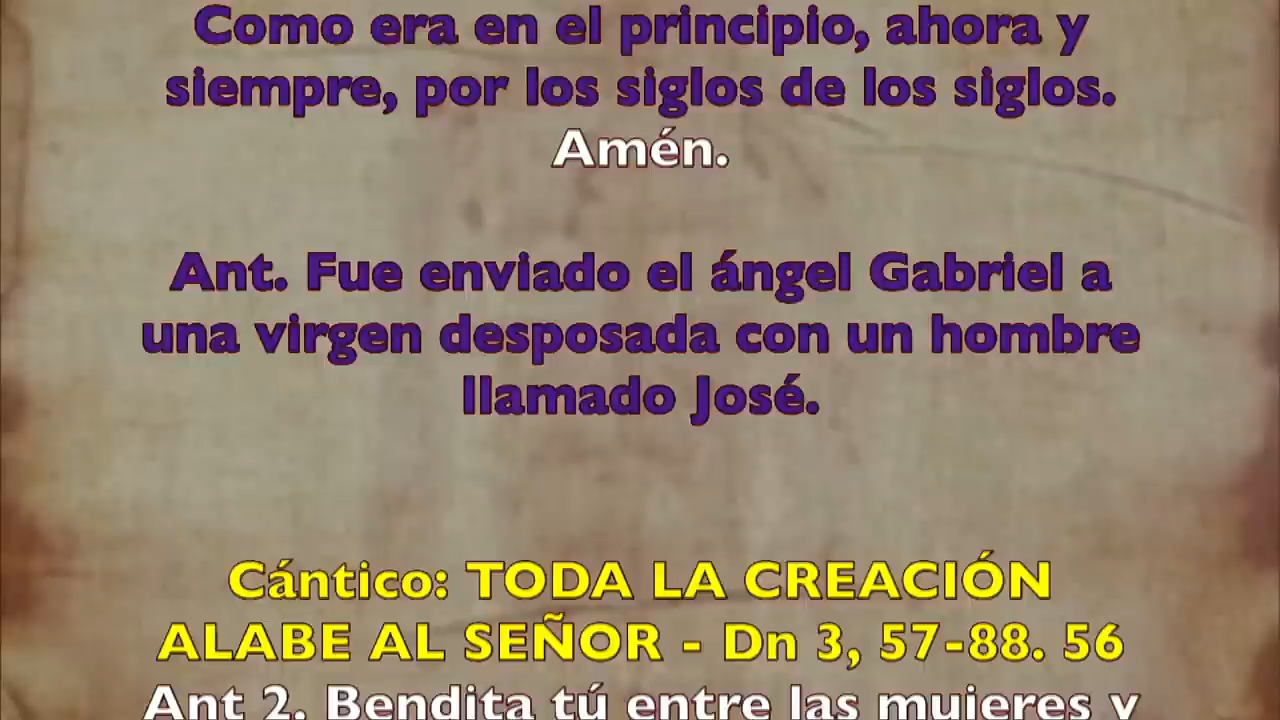 Como era en el principio, ahora y
siempre, por los siglos de los siglos.
Amén.
Ant. Fue enviado el ángel Gabriel a
una virgen desposada con un hombre
llamado José.
Cántico: TODA LA CREACIÓN
ALABE AL SEÑOR - Dn 3, 57-88. 56
Ant 2. Bendita tú entre las mujeres y